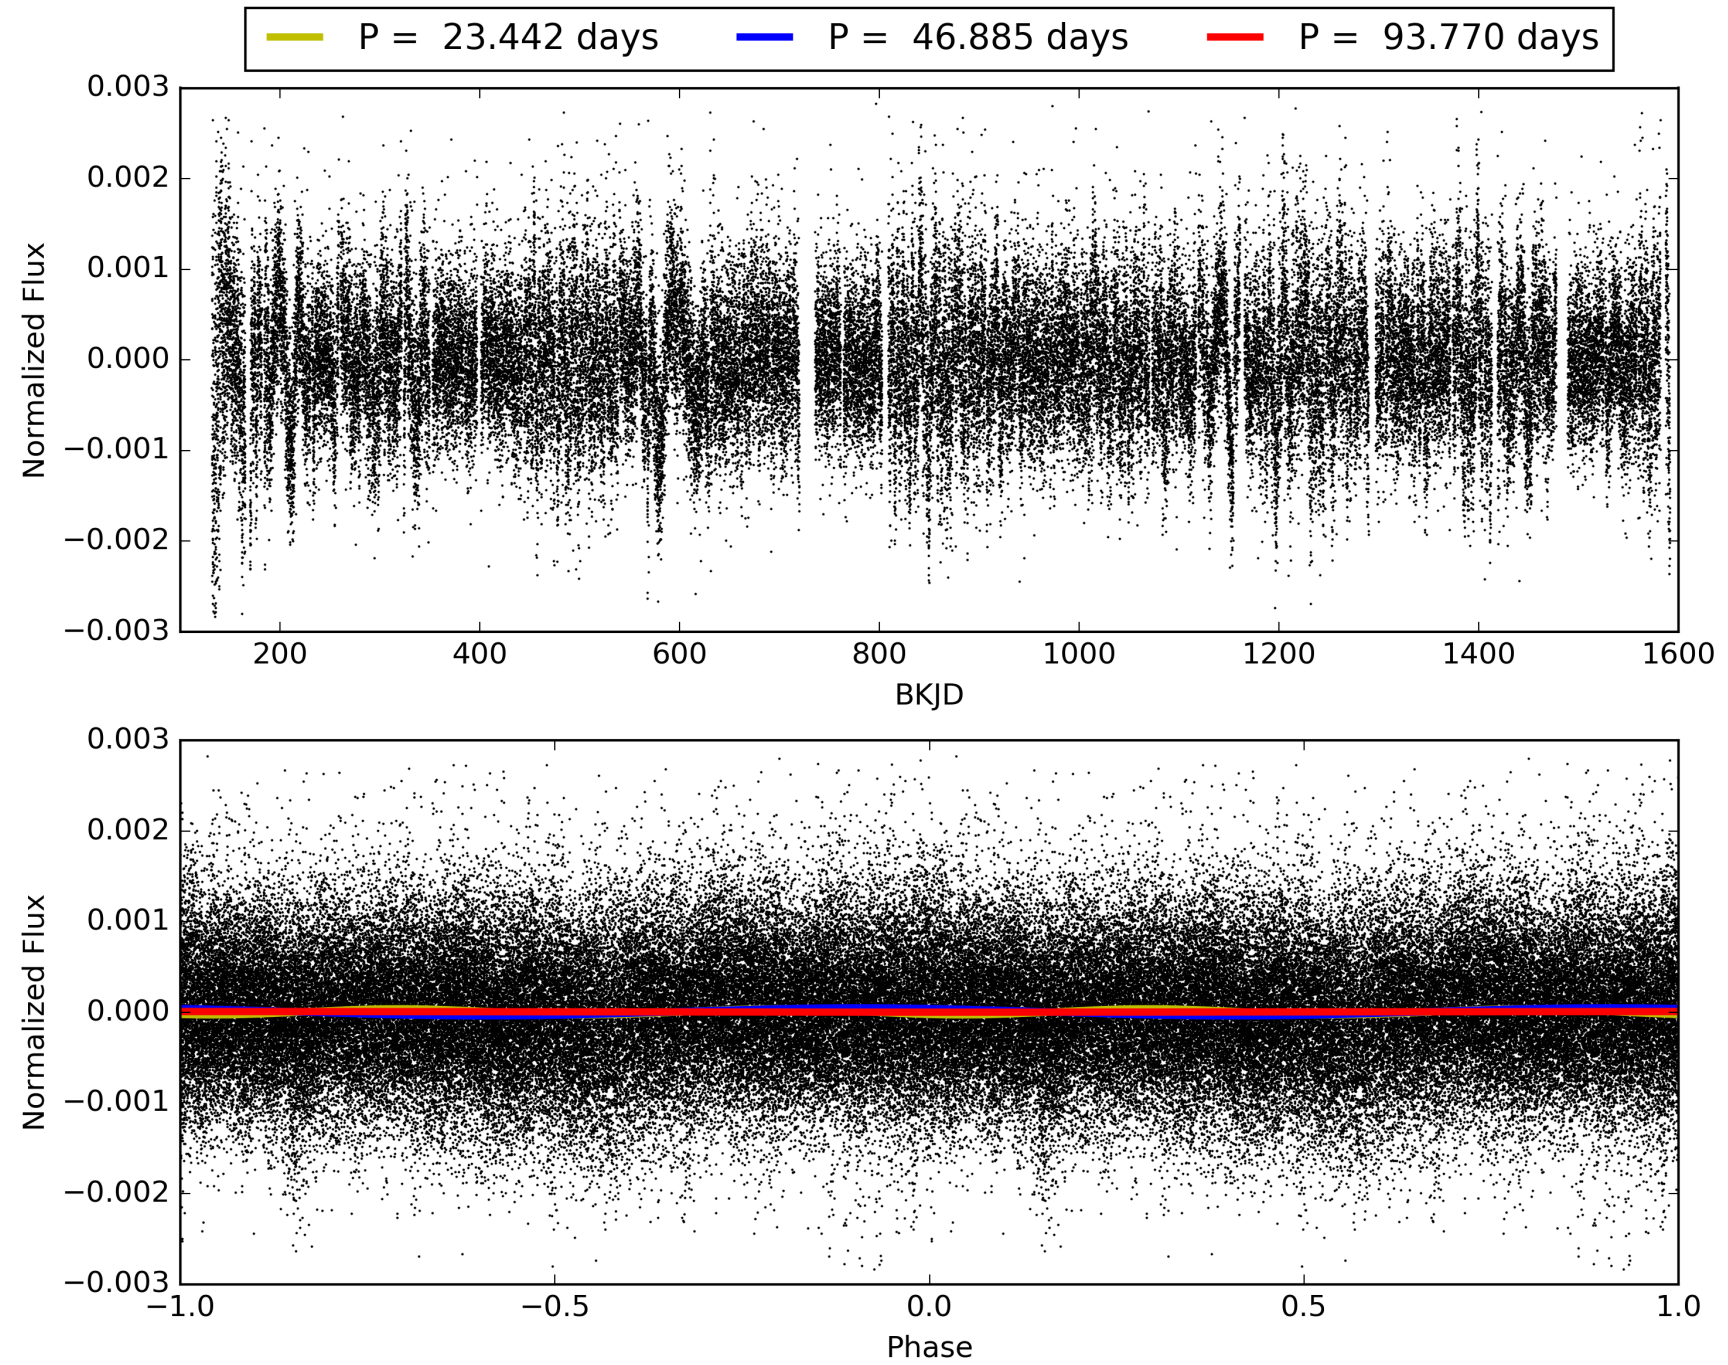 P = 23.442 days P = 46.885 days P = 93.770 days
0.003
0.002
0.001
0.000
−0.001
−0.002
−0.003
Normalized Flux
200 400 600 800 1000 1200 1400 1600
BKJD
0.003
0.002
0.001
0.000
−0.001
−0.002
−0.003
Normalized Flux
−1.0 −0.5 0.0 0.5 1.0
Phase